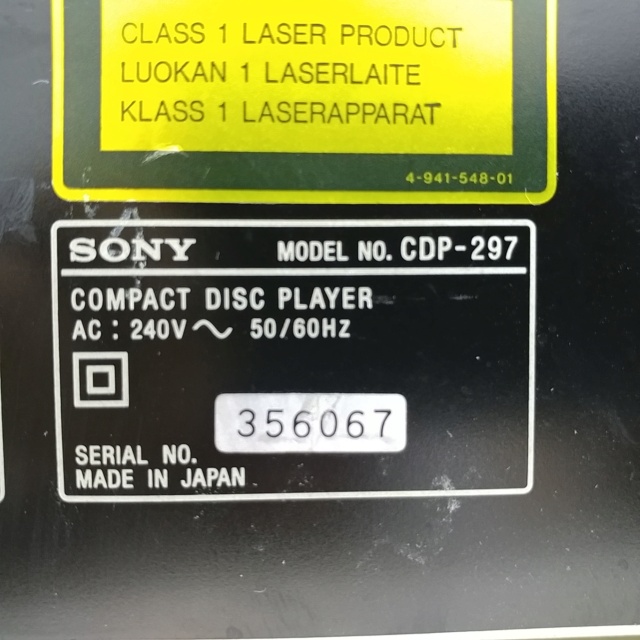 CLASS 1 LASER PRODUCT
LUOKAN 1 LASERLAITE
KLASS 1 LASERAPPARAT
4-941-548-01
SONY MODEL NO. CDP-297
COMPACT DISC PLAYER
AC : 240V ~ 50/60HZ
356067
SERIAL NO.
MADE IN JAPAN